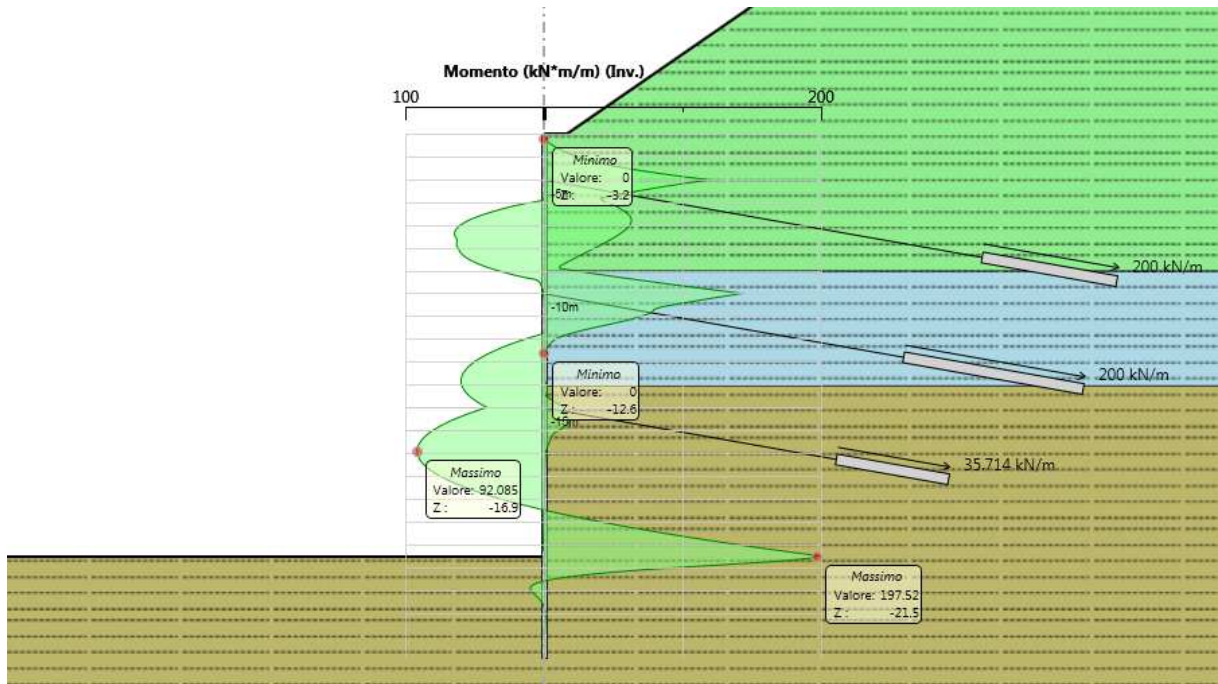 Momento (kN*m/m) (Inv.)
100
200
Minimo
Valore: 0
Z : -3.2
-5m
200 kN/m
-10m
Minimo
Valore: 0
Z : -12.6
200 kN/m
-15m
35.714 kN/m
Massimo
Valore: 92.085
Z : -16.9
Massimo
Valore: 197.52
Z : -21.5